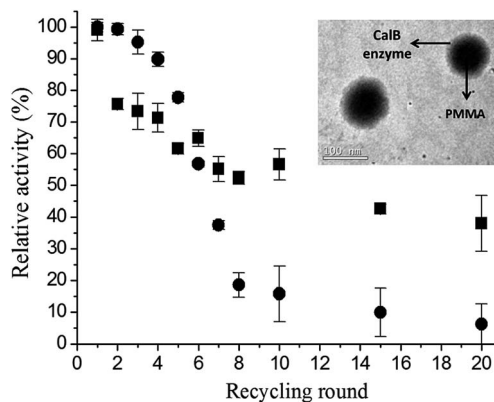 100
90
80
70
60
50
40
30
20
10
0
Relative activity (%)
0 2 4 6 8 10 12 14 16 18 20
Recycling round
CalB
enzyme
PMMA
100 nm